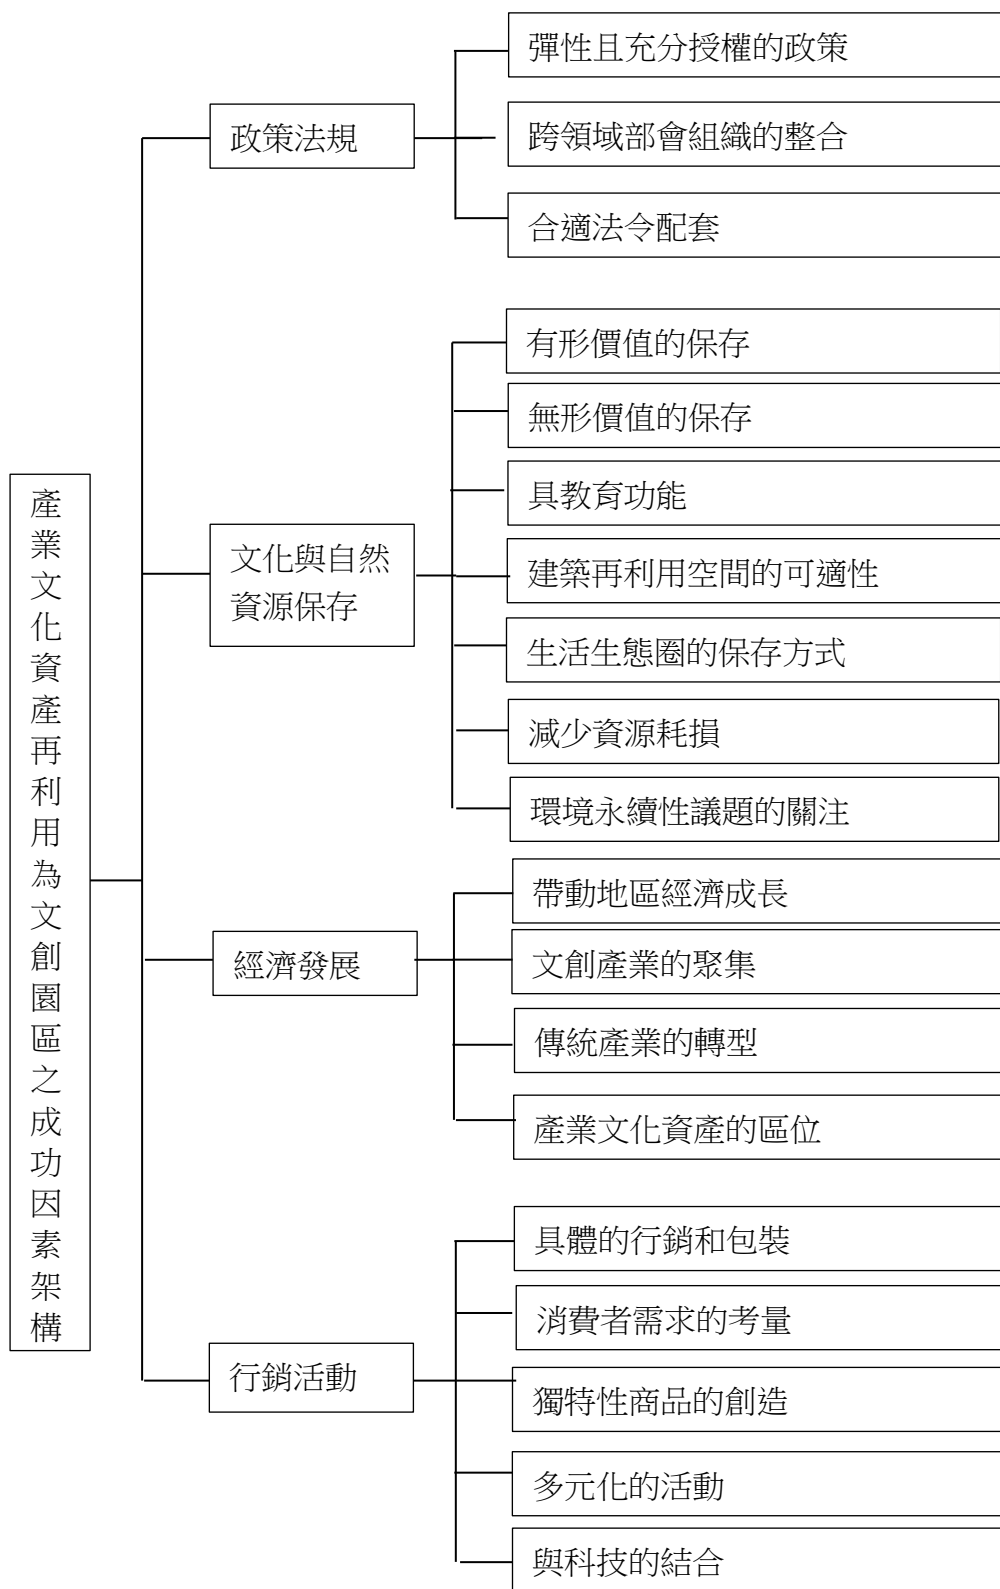 產業文化資產再利用為文創園區之成功因素架構
政策法規
彈性且充分授權的政策
跨領域部會組織的整合
合適法令配套
文化與自然
資源保存
有形價值的保存
無形價值的保存
具教育功能
建築再利用空間的可適性
生活生態圈的保存方式
減少資源耗損
環境永續性議題的關注
經濟發展
帶動地區經濟成長
文創產業的聚集
傳統產業的轉型
產業文化資產的區位
行銷活動
具體的行銷和包裝
消費者需求的考量
獨特性商品的創造
多元化的活動
與科技的結合